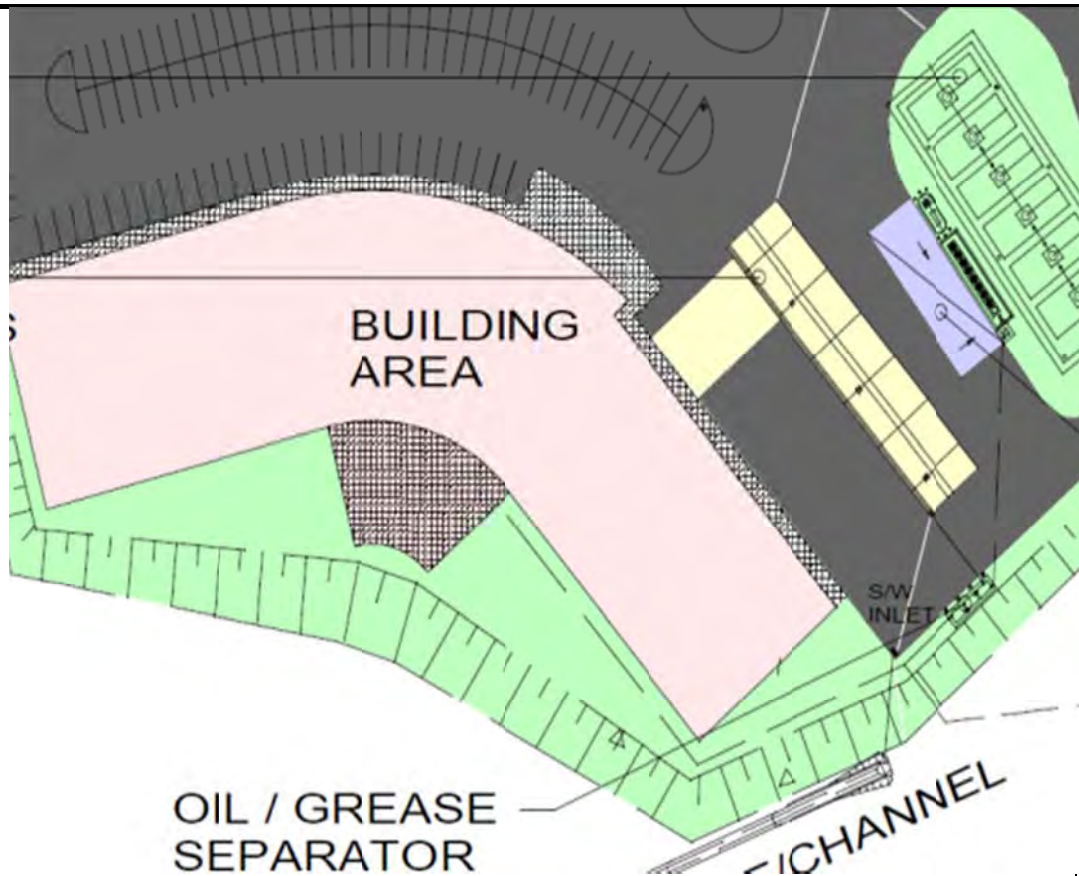 BUILDING
AREA
S/W
INLET
OIL / GREASE
SEPARATOR
/CHANNEL